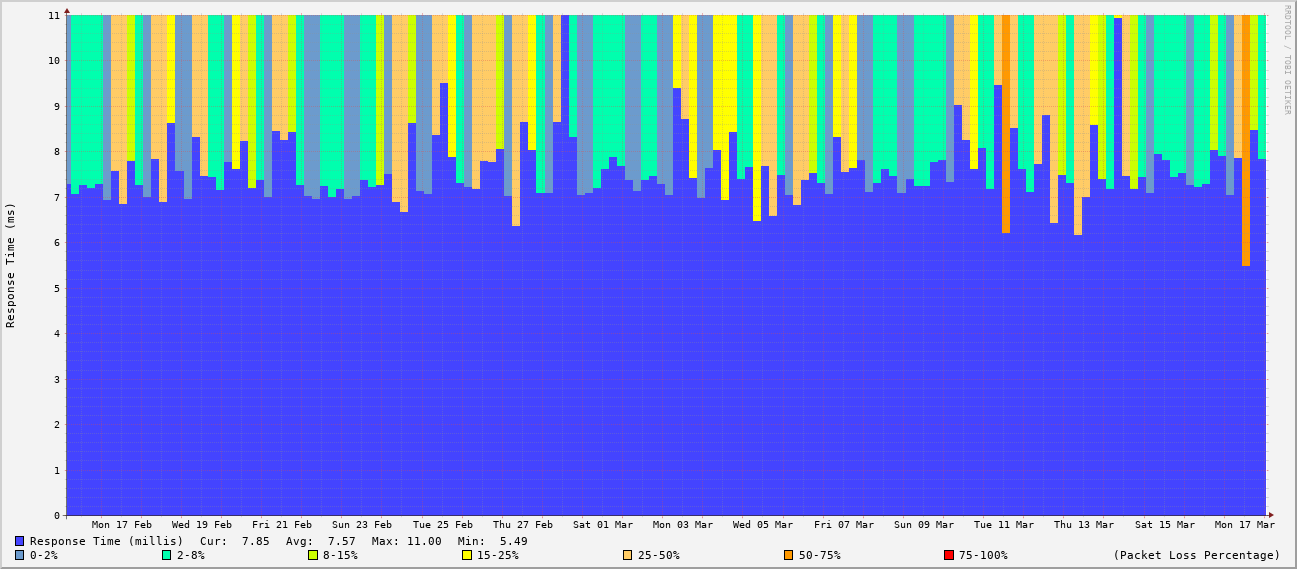 RRDTOOL / TOBI OETIKER
Response Time (ms)
11
10
9
8
7
6
5
4
3
2
1
0
Mon 17 Feb Wed 19 Feb Fri 21 Feb Sun 23 Feb Tue 25 Feb Thu 27 Feb Sat 01 Mar Mon 03 Mar Wed 05 Mar Fri 07 Mar Sun 09 Mar Tue 11 Mar Thu 13 Mar Sat 15 Mar Mon 17 Mar
Response Time (millis) Cur: 7.85 Avg: 7.57 Max: 11.00 Min: 5.49
0-2% 2-8% 8-15% 15-25% 25-50% 50-75% 75-100% (Packet Loss Percentage)